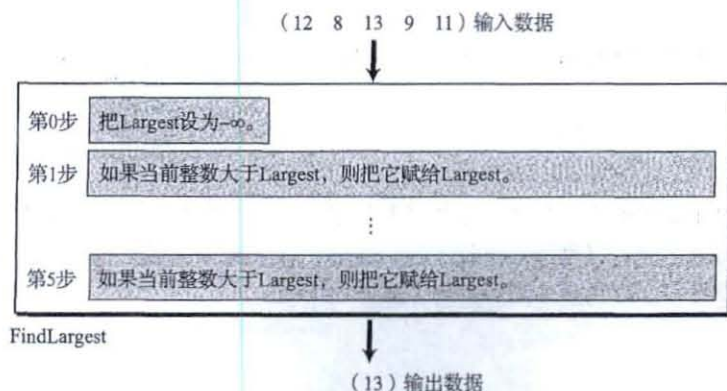 （12 8 13 9 11）输入数据
第0步 把Largest设为-∞。
第1步 如果当前整数大于Largest，则把它赋给Largest。
⋮
第5步 如果当前整数大于Largest，则把它赋给Largest。
FindLargest
（13）输出数据